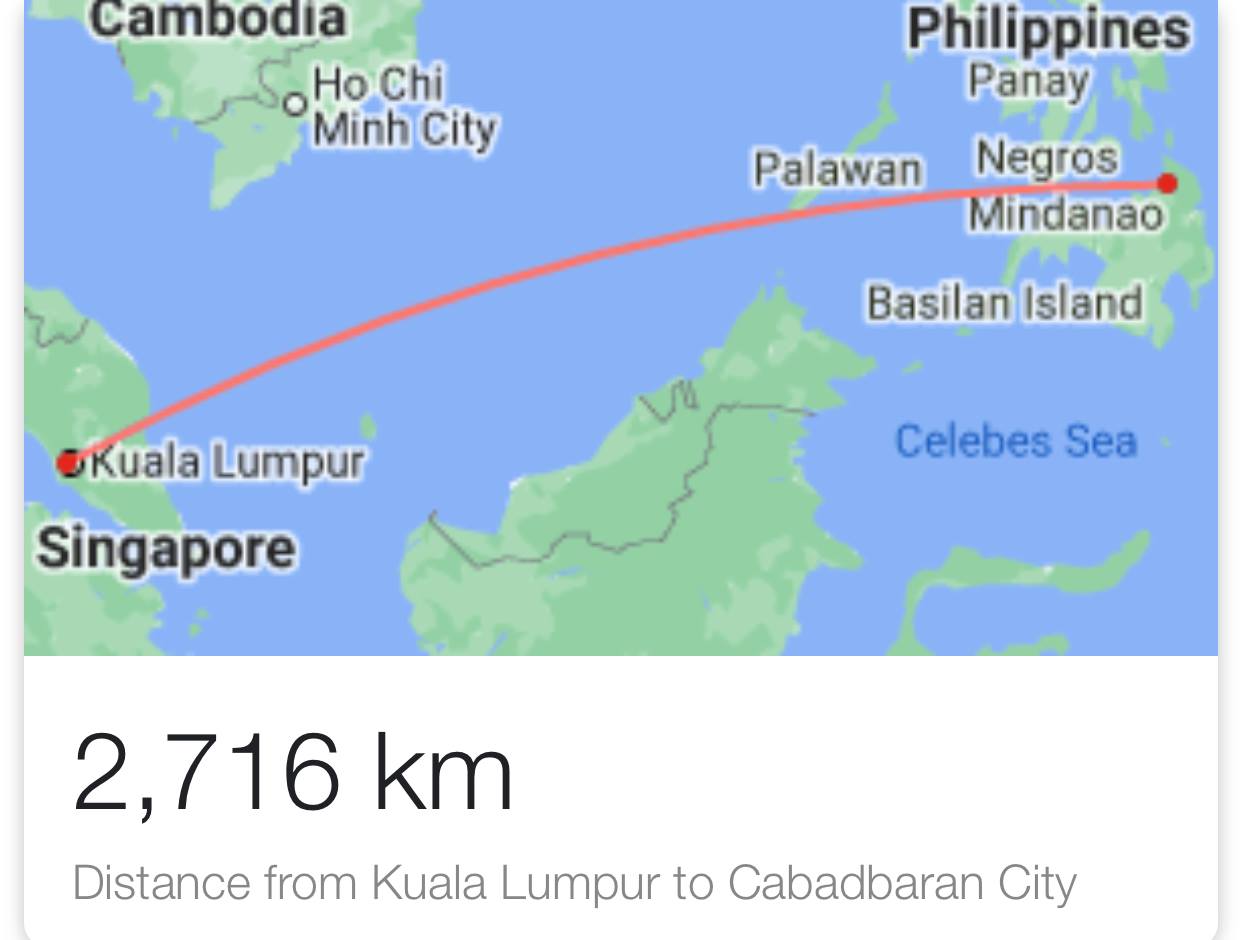 Cambodia
Philippines
Ho Chi
Minh City
Panay
Palawan
Negros
Mindanao
Basilan Island
Celebes Sea
Kuala Lumpur
Singapore
2,716 km
Distance from Kuala Lumpur to Cabadbaran City